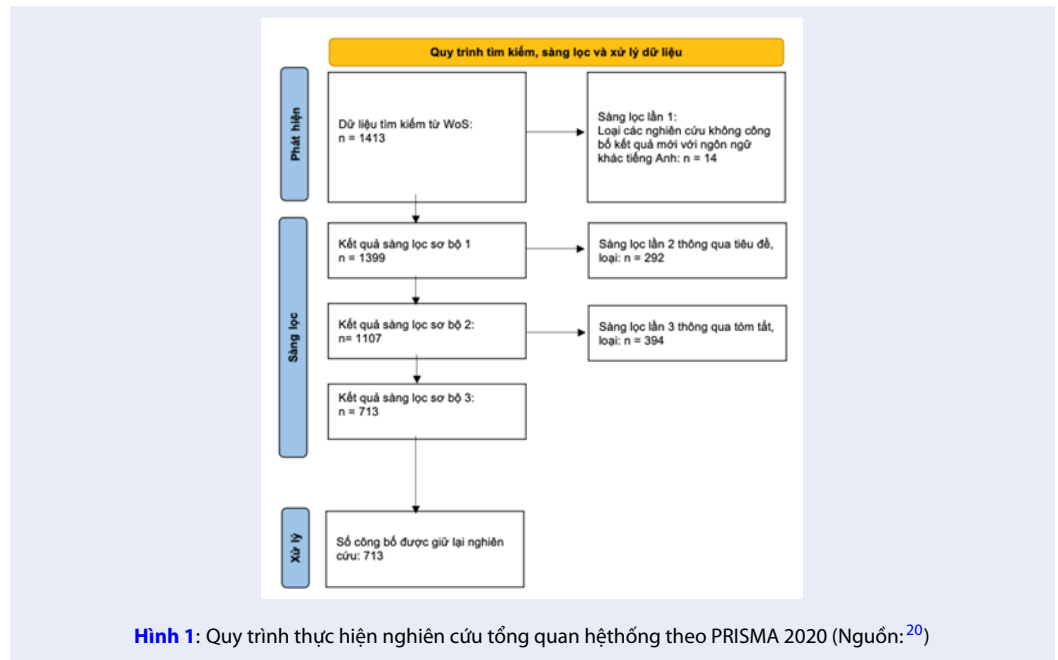 Quy trình tìm kiếm, sàng lọc và xử lý dữ liệu
Phát hiện
Dữ liệu tìm kiếm từ WoS:
n = 1413
Sàng lọc lần 1:
Loại các nghiên cứu không công
bố kết quả mới với ngôn ngữ
khác tiếng Anh: n = 14
Sàng lọc
Kết quả sàng lọc sơ bộ 1
n = 1399
Sàng lọc lần 2 thông qua tiêu đề,
loại: n = 292
Kết quả sàng lọc sơ bộ 2:
n= 1107
Sàng lọc lần 3 thông qua tóm tắt,
loại: n = 394
Kết quả sàng lọc sơ bộ 3:
n = 713
Xử lý
Số công bố được giữ lại nghiên
cứu: 713
Hình 1: Quy trình thực hiện nghiên cứu tổng quan hệthống theo PRISMA 2020 (Nguồn: 20)